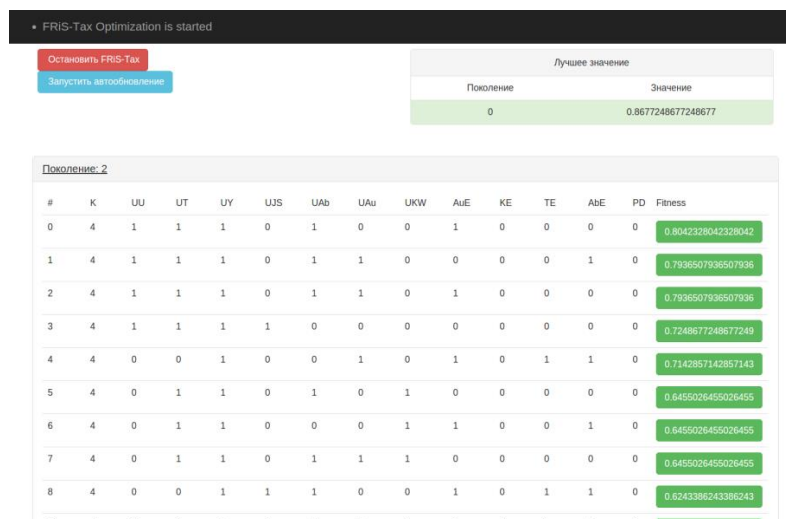 • FRiS-Tax Optimization is started
Остановить FRiS-Tax
Запустить автообновление
Лучшее значение
Поколение Значение
0 0.8677248677248677
Поколение: 2
# K UU UT UY UJS UAb UAu UKW AuE KE TE AbE PD Fitness
0 4 1 1 1 0 1 0 0 1 0 0 0 0 0.8042328042328042
1 4 1 1 1 0 1 1 0 0 0 0 1 0 0.7936507936507936
2 4 1 1 1 0 1 1 0 1 0 0 0 0 0.7936507936507936
3 4 1 1 1 1 0 0 0 0 0 0 0 0 0.7248677248677249
4 4 0 0 1 0 0 1 0 1 0 1 1 0 0.7142857142857143
5 4 0 1 1 0 1 0 1 0 0 0 0 0 0.6455026455026455
6 4 0 1 1 0 0 0 1 1 0 0 1 0 0.6455026455026455
7 4 0 1 1 0 1 1 1 0 0 0 0 0 0.6455026455026455
8 4 0 0 1 1 1 0 0 1 0 1 1 0 0.6243386243386243